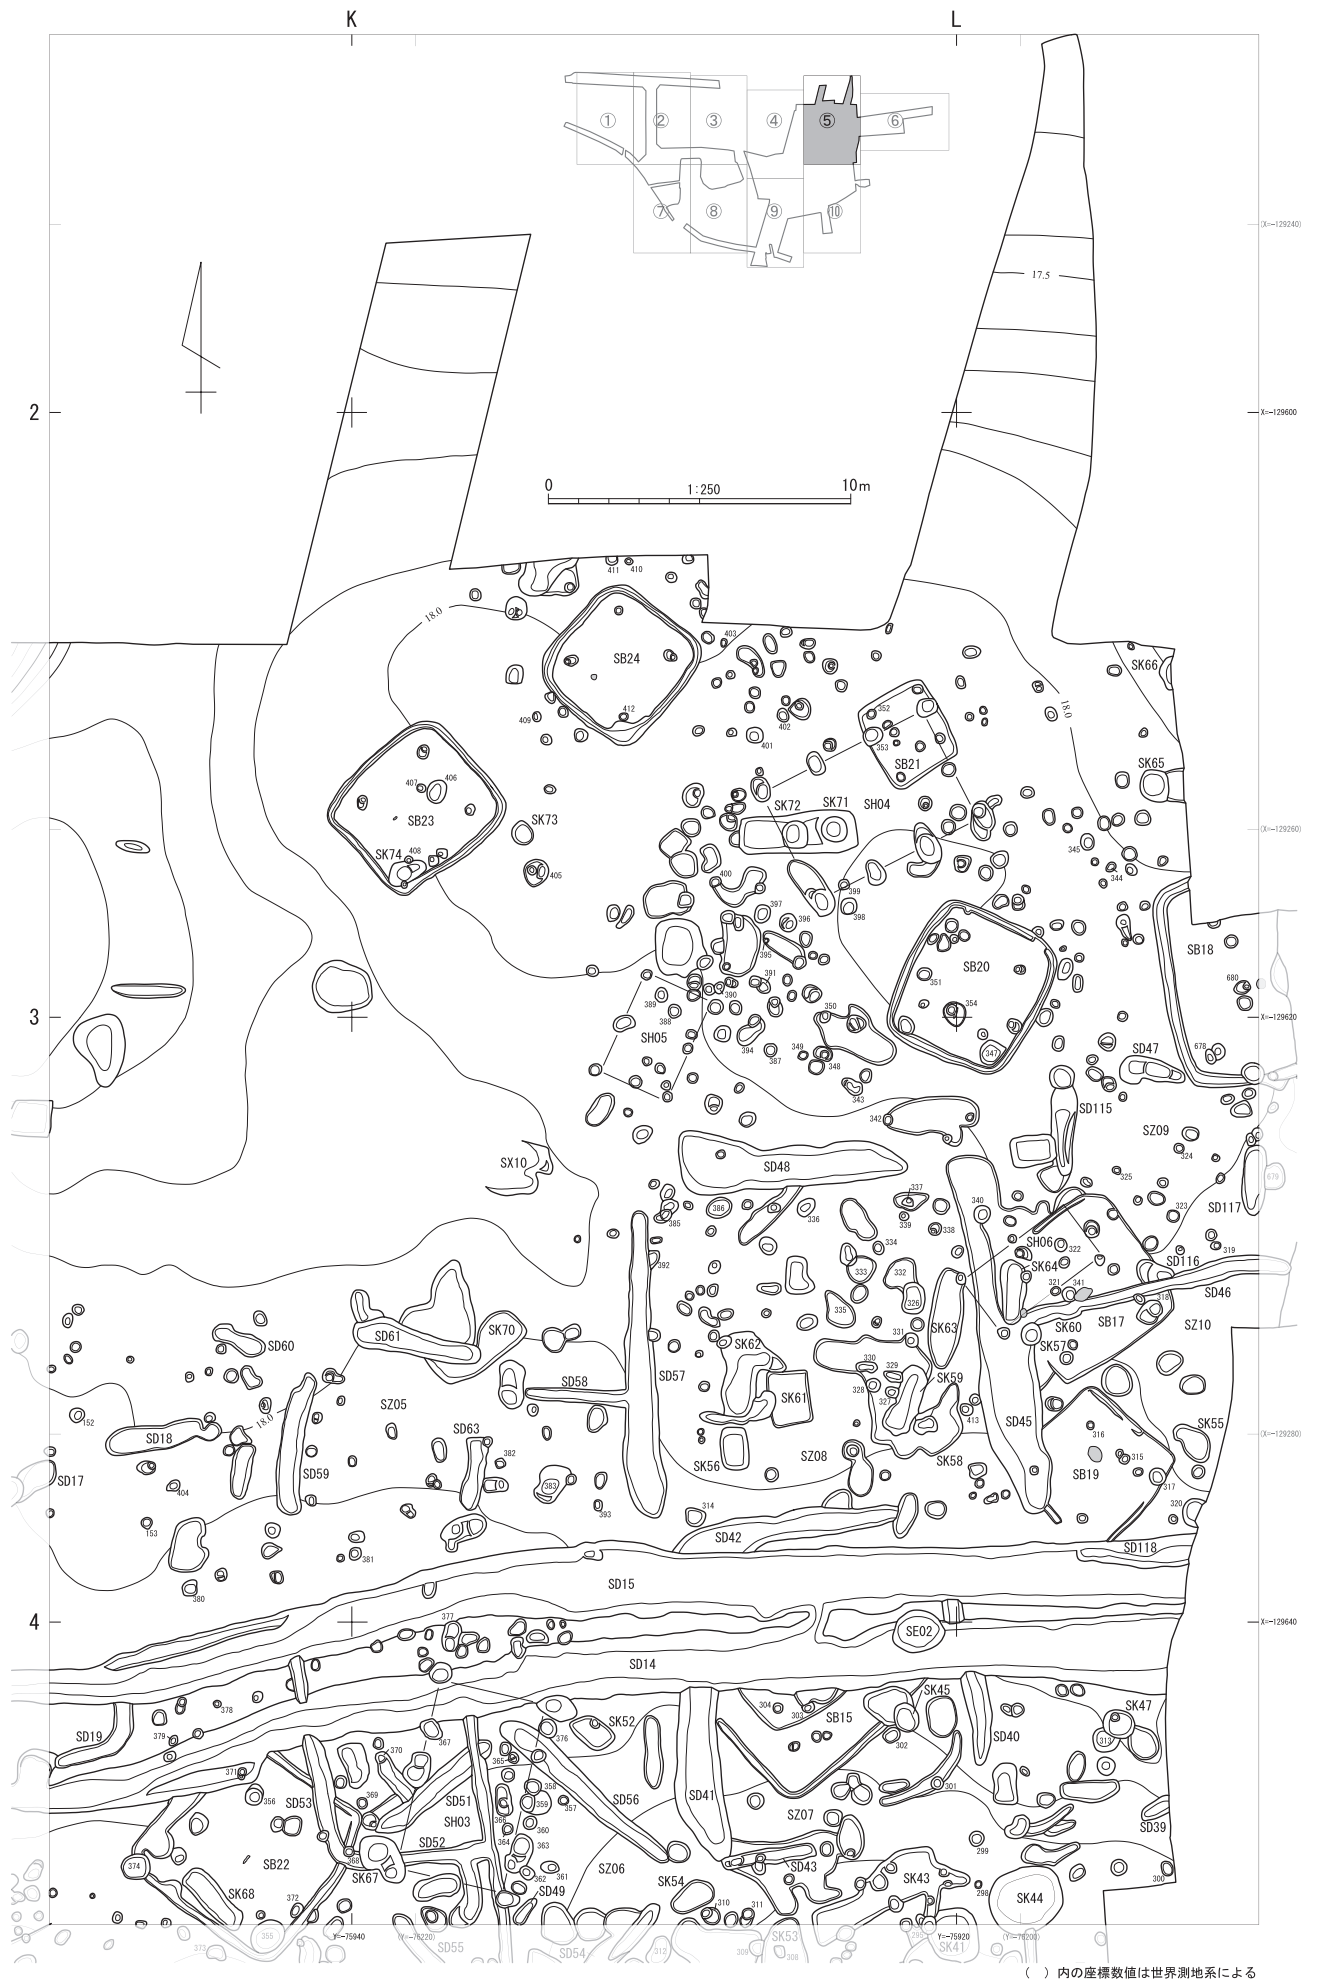 K
L
① ② ③ ④ ⑤ ⑥
⑦ ⑧ ⑨ ⑩
(X=-129240)
17.5
2
X=-129600
0 1:250 10m
411 410
18.0
403
SB24
SK66
412
409
352
402
18.0
401
353
SB21
SK65
407 406
SB23
SK73
SK72 SK71 SH04
(X=-129260)
SK74 408
345
405
344
400
399
397
398
396
SB18
395
SB20
391
351
680
390
389
388
350
354
3
X=-129620
SH05
394
387
349
348
347
SD47
678
343
342
SD115
SZ09
324
SX10
SD48
325
679
337
340
323
SD117
385
386
336
339
338
SH06
322
319
334
392
333
332
SK64
SD116
321 341
326
318
SD46
335
SK60
SB17
SZ10
SD61
SK70
331
SK63
SK57
SD60
SK62
330
SD58
SD57
329
SK59
328
SZ05
SK61
327
152
413
SD45
SK55
18.0
316
SD18
SD63
(X=-129280)
382
SZ08
315
SK56
SK58
SB19
SD17
SD59
317
404
383
393
314
320
153
SD42
SD118
381
SD15
380
4
377
SE02
X=-129640
SD14
SK45
378
304
303
SB15
SK47
SD19
SK52
SD40
379
367
376
302
313
370
365
371
358
301
369
356
SD53
SD51
359
357
SD56
SD41
366
SZ07
SH03
364
360
SD39
SD52
363
299
368
374
SB22
SK67
362 361
SZ06
SD43
SK43
300
SK68
SD49
SK54
298
372
310
311
SK44
355
Y=-75940
(Y=-76220)
295
Y=-75920
(Y=-76200)
373
SD55
SD54
312
309
SK53
308
SK41
( )内の座標数値は世界測地系による